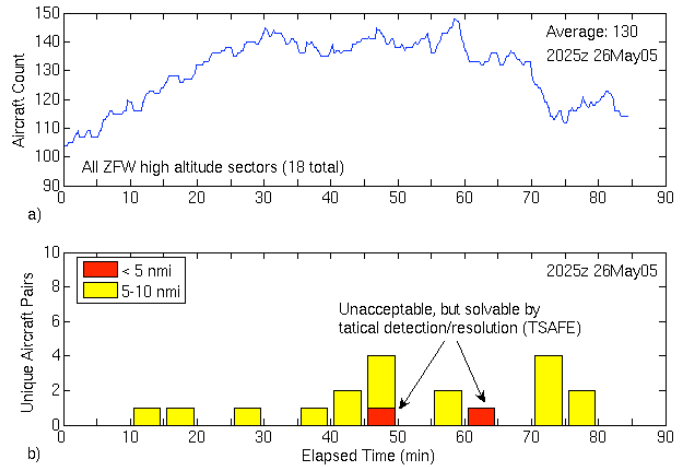 150
140
130
120
110
100
90
Aircraft Count
Average: 130
2025z 26May05
All ZFW high altitude sectors (18 total)
0 10 20 30 40 50 60 70 80 90
a)
10
8
6
4
2
0
Unique Aircraft Pairs
< 5 nmi
5-10 nmi
2025z 26May05
Unacceptable, but solvable by
tatical detection/resolution (TSAFE)
0 10 20 30 40 50 60 70 80 90
b)
Elapsed Time (min)